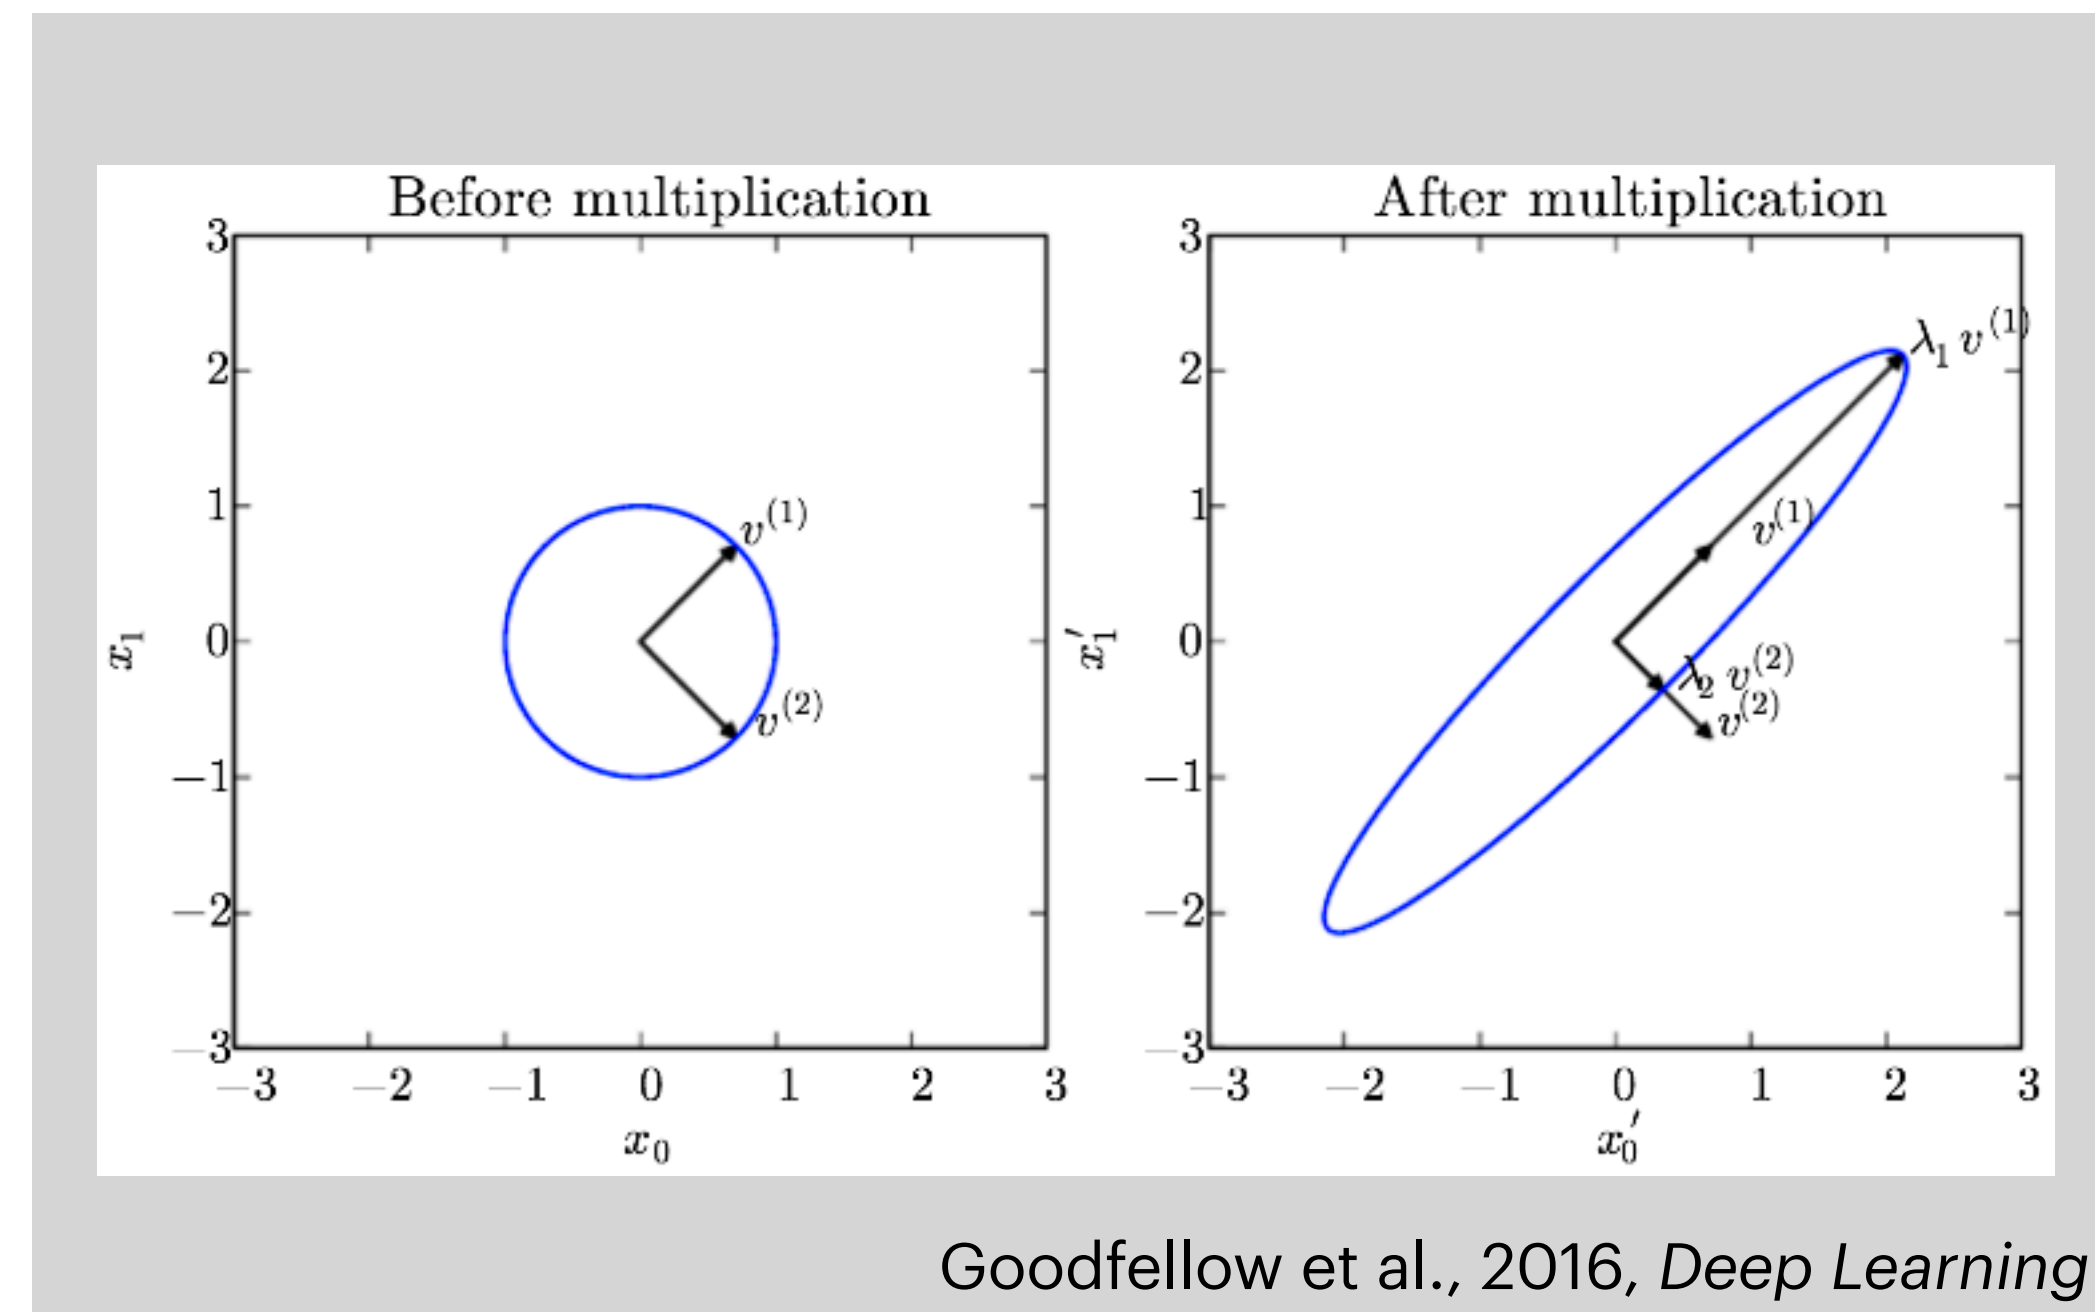 Before multiplication
3
2
1
0
−1
−2
−3
−3 −2 −1 0 1 2 3
x₁
x₀
v⁽¹⁾
v⁽²⁾
After multiplication
3
2
1
0
−1
−2
−3
−3 −2 −1 0 1 2 3
x₁′
x₀′
λ₁ v⁽¹⁾
v⁽¹⁾
λ₂ v⁽²⁾
v⁽²⁾
Goodfellow et al., 2016, Deep Learning